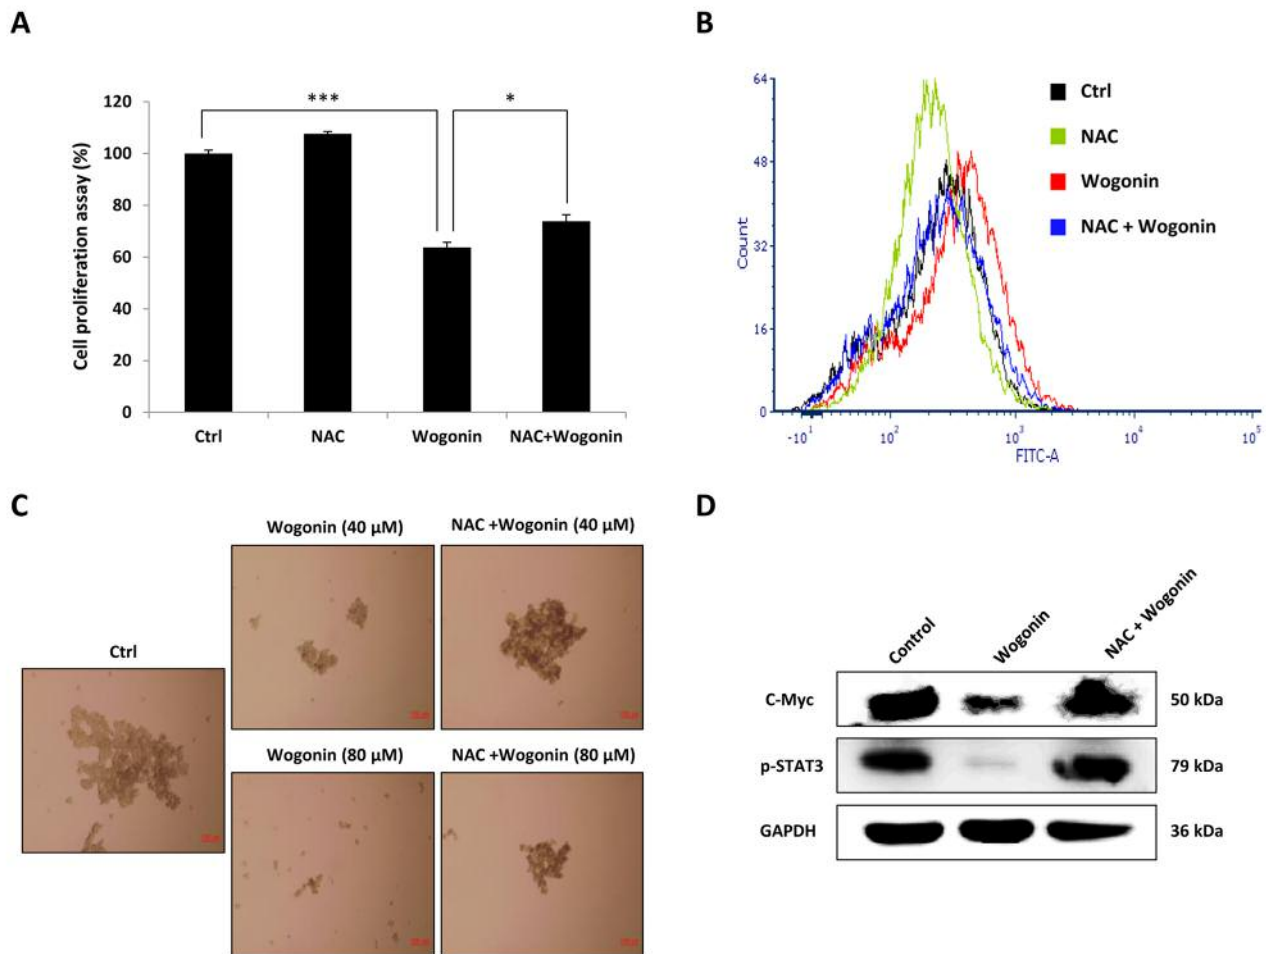 A
Cell proliferation assay (%)
120
100
80
60
40
20
0
***
*
Ctrl
NAC
Wogonin
NAC+Wogonin
B
Count
64
48
32
16
0
-10¹
10²
10³
10⁴
10⁵
FITC-A
Ctrl
NAC
Wogonin
NAC + Wogonin
C
Ctrl
Wogonin (40 µM)
NAC +Wogonin (40 µM)
Wogonin (80 µM)
NAC +Wogonin (80 µM)
D
Control
Wogonin
NAC + Wogonin
C-Myc
50 kDa
p-STAT3
79 kDa
GAPDH
36 kDa